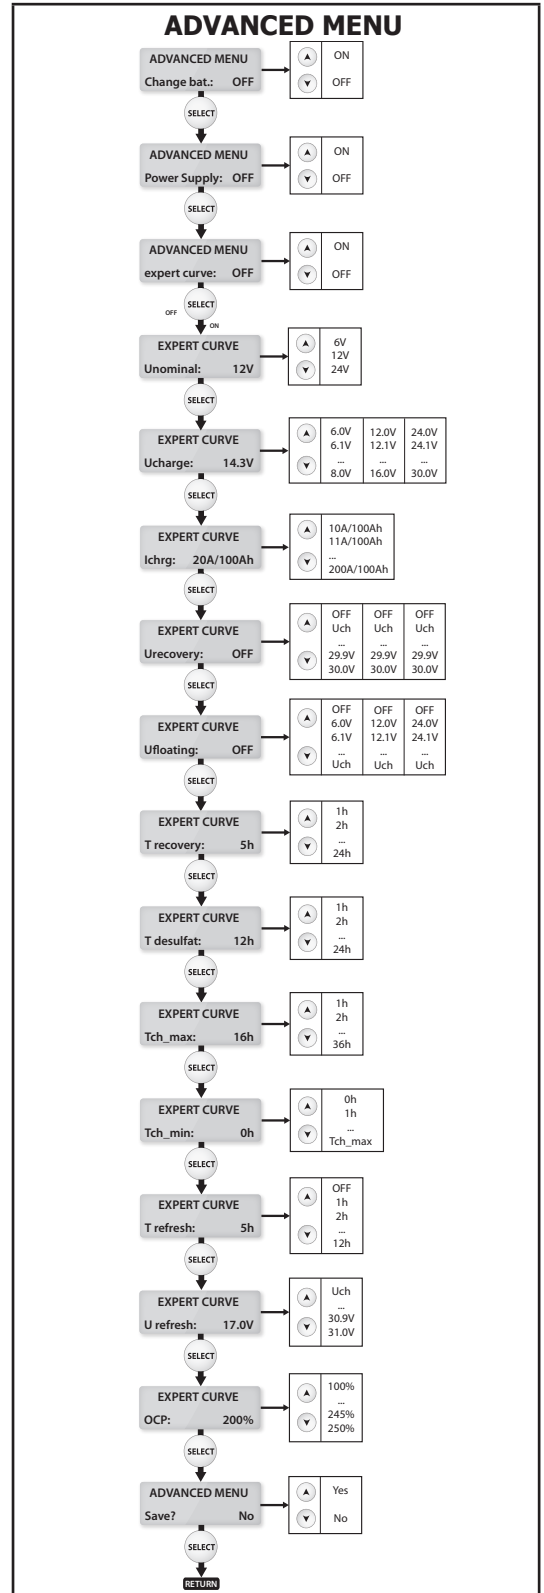 ADVANCED MENU
ADVANCED MENU
Change bat.: OFF
ON
OFF
SELECT
ADVANCED MENU
Power Supply: OFF
ON
OFF
SELECT
ADVANCED MENU
expert curve: OFF
ON
OFF
SELECT
OFF
ON
EXPERT CURVE
Unominal: 12V
6V
12V
24V
SELECT
EXPERT CURVE
Ucharge: 14.3V
6.0V 12.0V 24.0V
6.1V 12.1V 24.1V
... ... ...
8.0V 16.0V 30.0V
SELECT
EXPERT CURVE
Ichrg: 20A/100Ah
10A/100Ah
11A/100Ah
...
200A/100Ah
SELECT
EXPERT CURVE
Urecovery: OFF
OFF OFF OFF
Uch Uch Uch
... ... ...
29.9V 29.9V 29.9V
30.0V 30.0V 30.0V
SELECT
EXPERT CURVE
Ufloating: OFF
OFF OFF OFF
6.0V 12.0V 24.0V
6.1V 12.1V 24.1V
... ... ...
Uch Uch Uch
SELECT
EXPERT CURVE
T recovery: 5h
1h
2h
...
24h
SELECT
EXPERT CURVE
T desulfat: 12h
1h
2h
...
24h
SELECT
EXPERT CURVE
Tch_max: 16h
1h
2h
...
36h
SELECT
EXPERT CURVE
Tch_min: 0h
0h
1h
...
Tch_max
SELECT
EXPERT CURVE
T refresh: 5h
OFF
1h
2h
...
12h
SELECT
EXPERT CURVE
U refresh: 17.0V
Uch
...
30.9V
31.0V
SELECT
EXPERT CURVE
OCP: 200%
100%
...
245%
250%
SELECT
ADVANCED MENU
Save? No
Yes
No
SELECT
RETURN